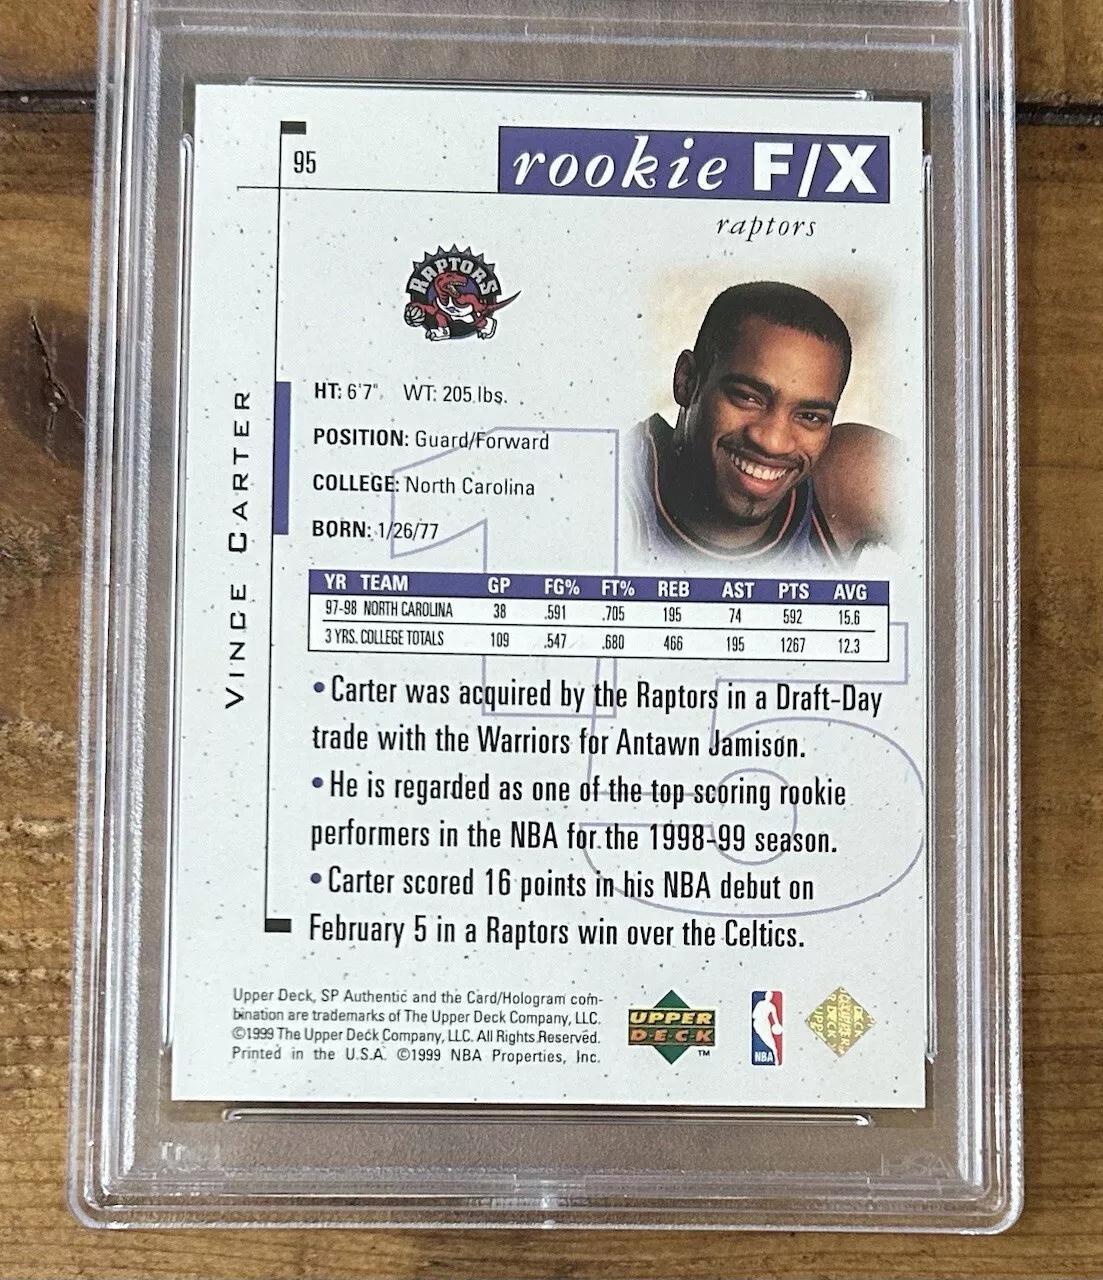 95
rookie F/X
raptors
RAPTORS
HT: 6'7" WT: 205 lbs.
POSITION: Guard/Forward
COLLEGE: North Carolina
BORN: 1/26/77
VINCE CARTER
15
YR TEAM GP FG% FT% REB AST PTS AVG
97-98 NORTH CAROLINA 38 .591 .705 195 74 592 15.6
3 YRS. COLLEGE TOTALS 109 .547 .680 466 195 1267 12.3
•Carter was acquired by the Raptors in a Draft-Day
trade with the Warriors for Antawn Jamison.
•He is regarded as one of the top scoring rookie
performers in the NBA for the 1998-99 season.
•Carter scored 16 points in his NBA debut on
February 5 in a Raptors win over the Celtics.
Upper Deck, SP Authentic and the Card/Hologram com-
bination are trademarks of The Upper Deck Company, LLC.
©1999 The Upper Deck Company, LLC. All Rights Reserved.
Printed in the U.S.A. ©1999 NBA Properties, Inc.
UPPER
DECK
TM
NBA